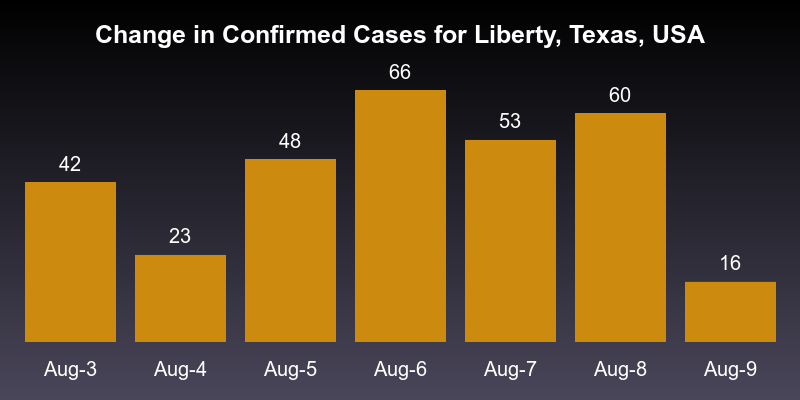 Change in Confirmed Cases for Liberty, Texas, USA
42
23
48
66
53
60
16
Aug-3
Aug-4
Aug-5
Aug-6
Aug-7
Aug-8
Aug-9